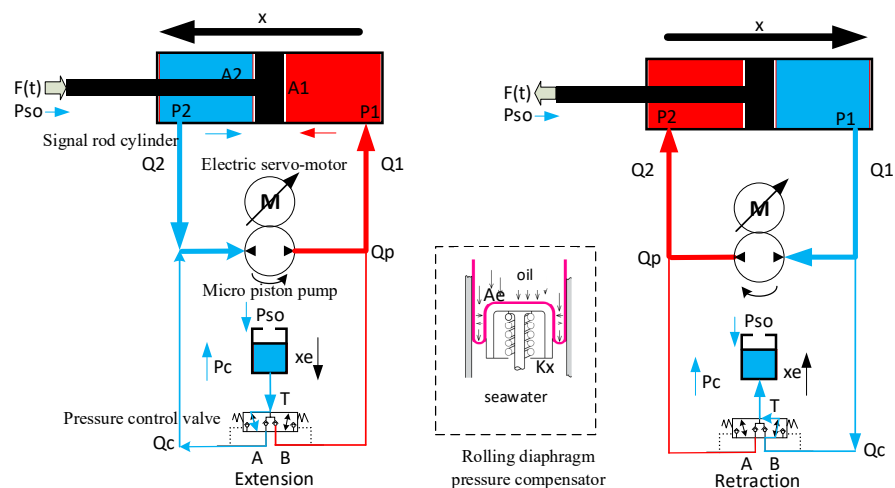 x
F(t)
Pso
A2
A1
P2
P1
Signal rod cylinder
Q2
Electric servo-motor
Q1
M
Qp
Micro piston pump
Pso
Pc
xe
T
Pressure control valve
Qc
A
B
Extension
oil
Ae
Kx
seawater
Rolling diaphragm
pressure compensator
x
F(t)
Pso
P2
P1
Q2
Q1
M
Qp
Pso
Pc
xe
T
Qc
A
B
Retraction